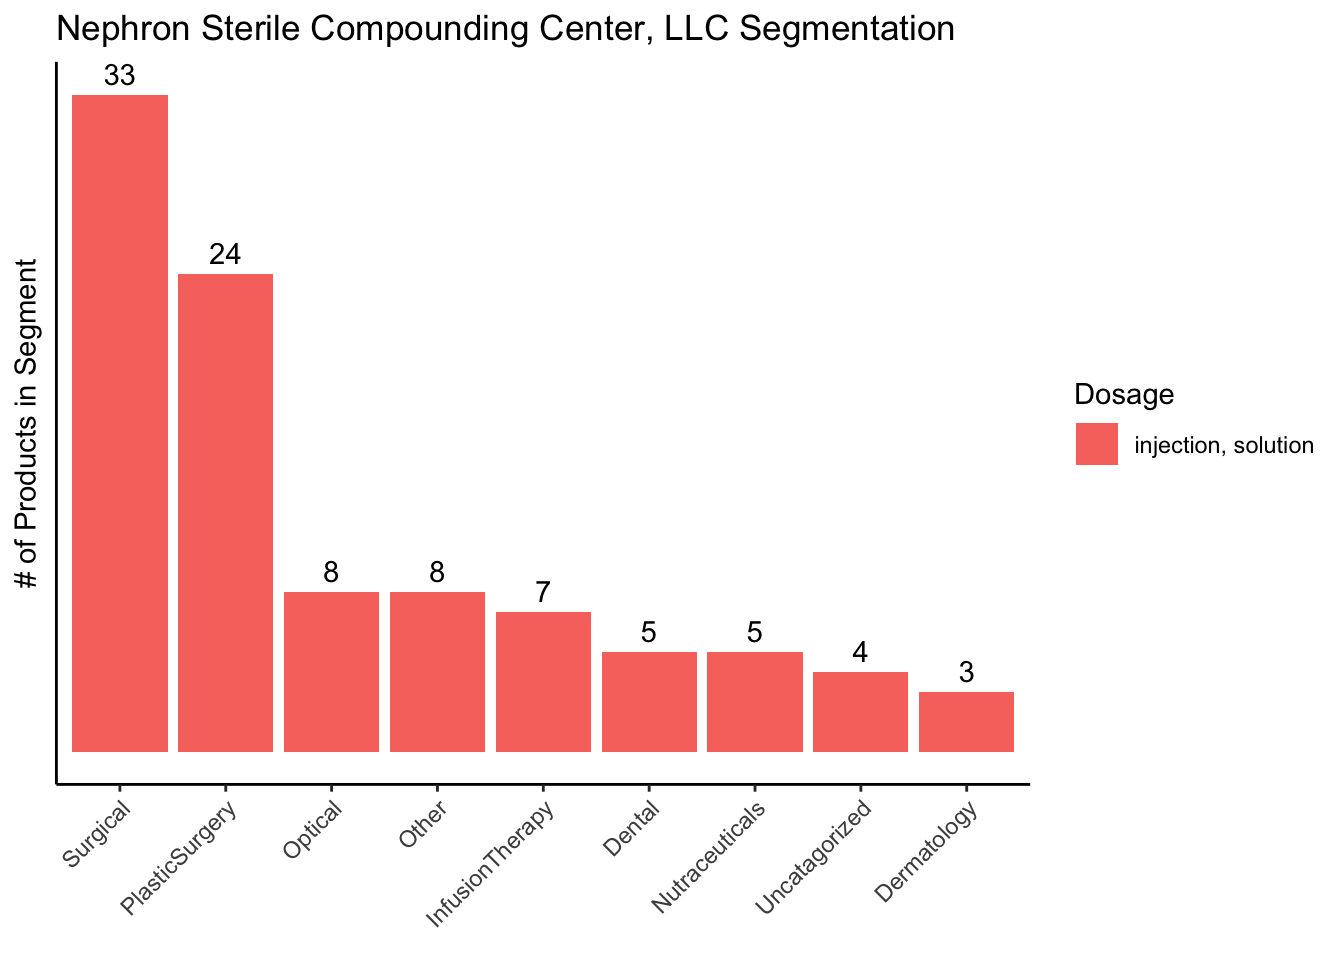 Nephron Sterile Compounding Center, LLC Segmentation
# of Products in Segment
33
24
8
8
7
5
5
4
3
Surgical
PlasticSurgery
Optical
Other
InfusionTherapy
Dental
Nutraceuticals
Uncatagorized
Dermatology
Dosage
injection, solution